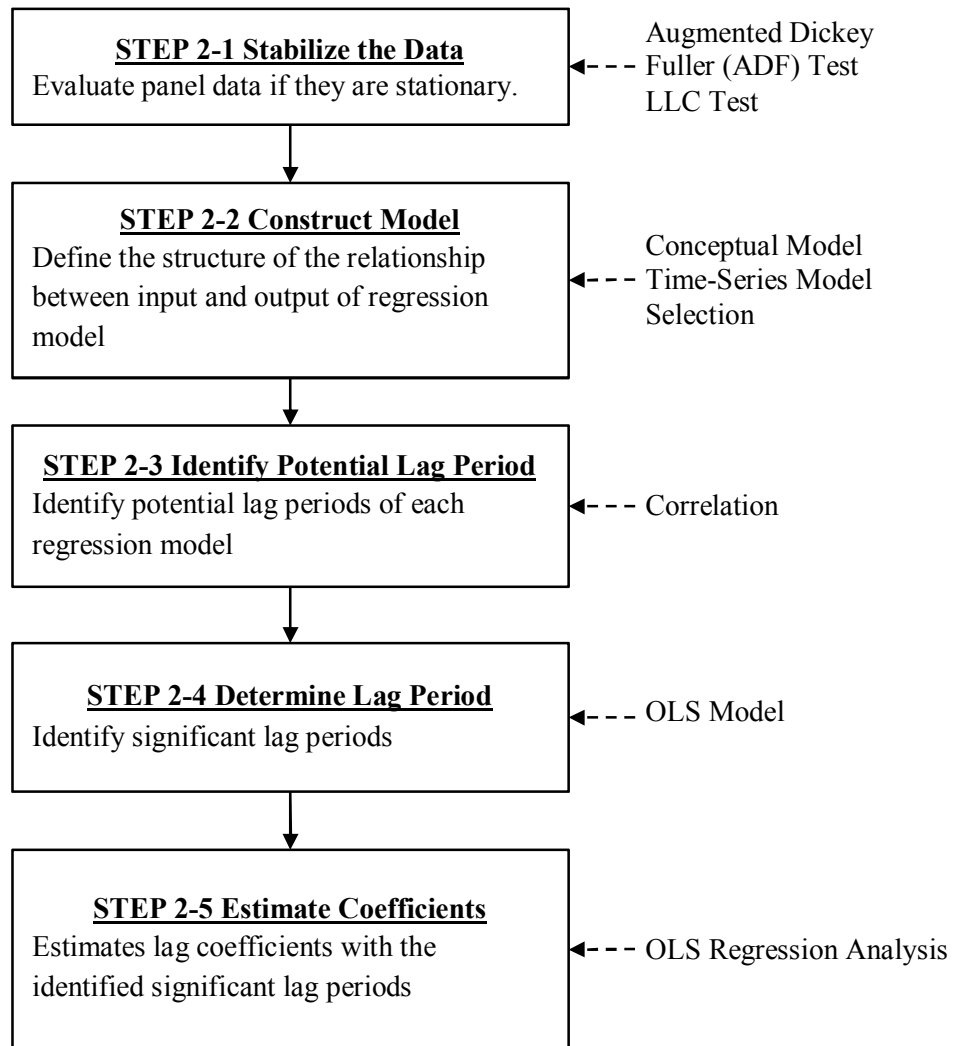 STEP 2-1 Stabilize the Data
Evaluate panel data if they are stationary.
Augmented Dickey
Fuller (ADF) Test
LLC Test
STEP 2-2 Construct Model
Define the structure of the relationship
between input and output of regression
model
Conceptual Model
Time-Series Model
Selection
STEP 2-3 Identify Potential Lag Period
Identify potential lag periods of each
regression model
Correlation
STEP 2-4 Determine Lag Period
Identify significant lag periods
OLS Model
STEP 2-5 Estimate Coefficients
Estimates lag coefficients with the
identified significant lag periods
OLS Regression Analysis